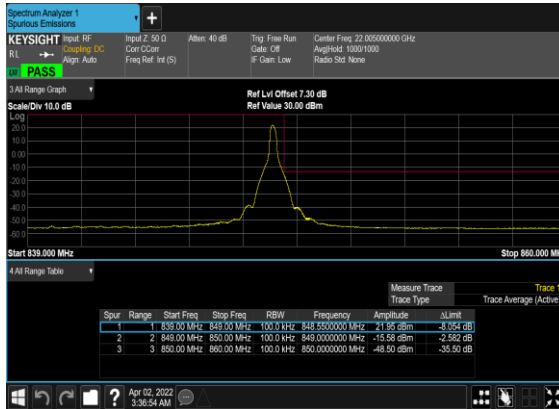 Spectrum Analyzer 1
Spurious Emissions
+
KEYSIGHT Input: RF Input Z: 50 Ω Atten: 40 dB Trig: Free Run Center Freq: 22.005000000 GHz
RL Coupling: DC Corr CCorr Gate: Off Avg|Hold: 1000/1000
Align: Auto Freq Ref: Int (S) IF Gain: Low Radio Std: None
PASS
3 All Range Graph
Ref Lvl Offset 7.30 dB
Scale/Div 10.0 dB Ref Value 30.00 dBm
Log
20.0
10.0
0.00
-10.0
-20.0
-30.0
-40.0
-50.0
-60.0
Start 839.000 MHz Stop 860.000 M
4 All Range Table
Measure Trace Trace 1
Trace Type Trace Average (Active
Spur Range Start Freq Stop Freq RBW Frequency Amplitude ΔLimit
1 1 839.00 MHz 849.00 MHz 100.0 kHz 848.5500000 MHz 21.95 dBm -8.054 dB
2 2 849.00 MHz 850.00 MHz 100.0 kHz 849.0000000 MHz -15.58 dBm -2.582 dB
3 3 850.00 MHz 860.00 MHz 100.0 kHz 850.0000000 MHz -48.50 dBm -35.50 dB
? Apr 02, 2022
3:36:54 AM